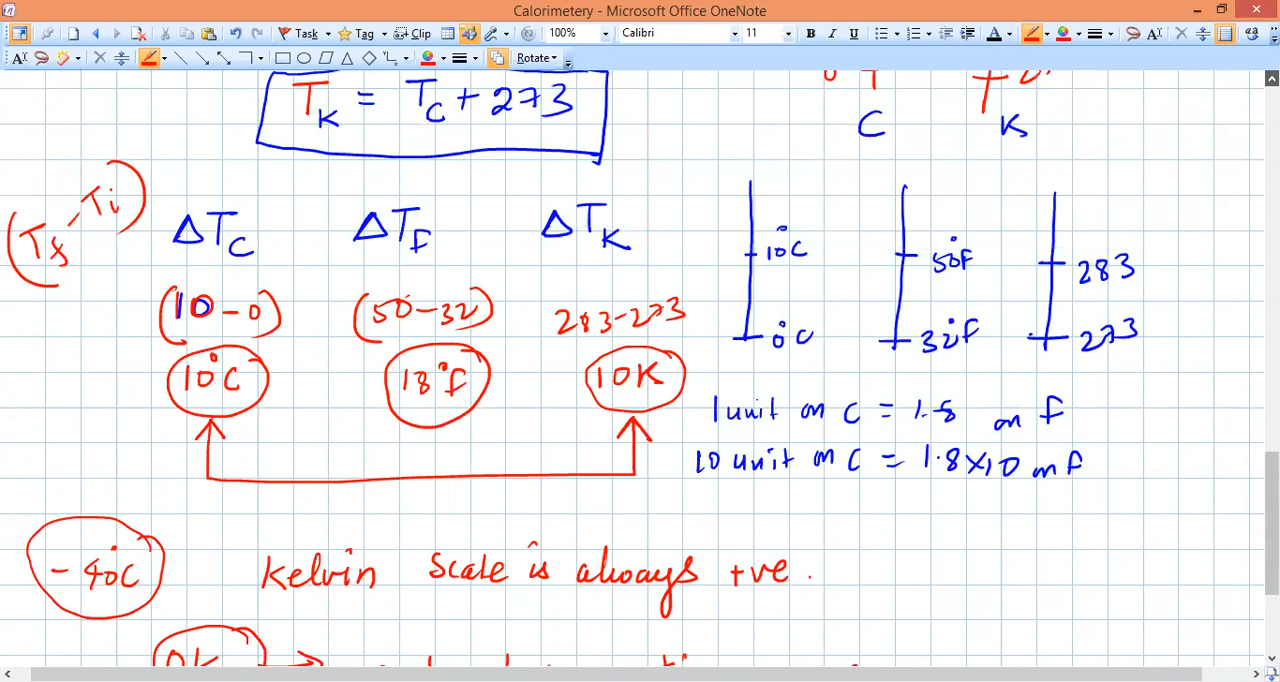 Calorimetery - Microsoft Office OneNote
Task Tag Clip 100% Calibri 11 B I U
Rotate
T_K = T_C + 273
C K
(T_f - T_i)
ΔT_C ΔT_F ΔT_K
10°C 50°F 283
(10 - 0) (50 - 32) 283-273
0°C 32°F 273
10°C 18°F 10K
1 unit on C = 1.8 on F
10 unit on C = 1.8 × 10 on F
- 40°C Kelvin scale is always +ve.
0K →